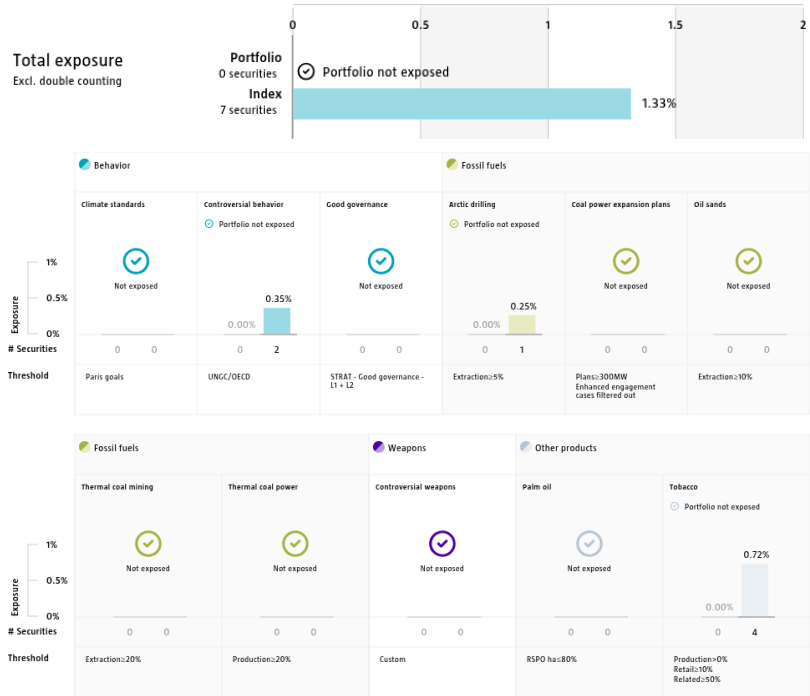 0 0.5 1 1.5 2
Total exposure
Excl. double counting
Portfolio
0 securities
Portfolio not exposed
Index
7 securities
1.33%
Behavior
Fossil fuels
Climate standards
Controversial behavior
Good governance
Arctic drilling
Coal power expansion plans
Oil sands
Portfolio not exposed
Portfolio not exposed
Exposure
1%
0.5%
0%
Not exposed
0.00%
0.35%
Not exposed
0.00%
0.25%
Not exposed
Not exposed
# Securities
0 0
0 2
0 0
0 1
0 0
0 0
Threshold
Paris goals
UNGC/OECD
STRAT - Good governance -
L1 + L2
Extraction≥5%
Plans≥300MW
Enhanced engagement
cases filtered out
Extraction≥10%
Fossil fuels
Weapons
Other products
Thermal coal mining
Thermal coal power
Controversial weapons
Palm oil
Tobacco
Portfolio not exposed
Exposure
1%
0.5%
0%
Not exposed
Not exposed
Not exposed
Not exposed
0.00%
0.72%
# Securities
0 0
0 0
0 0
0 0
0 4
Threshold
Extraction≥20%
Production≥20%
Custom
RSPO ha≤80%
Production>0%
Retail≥10%
Related≥50%